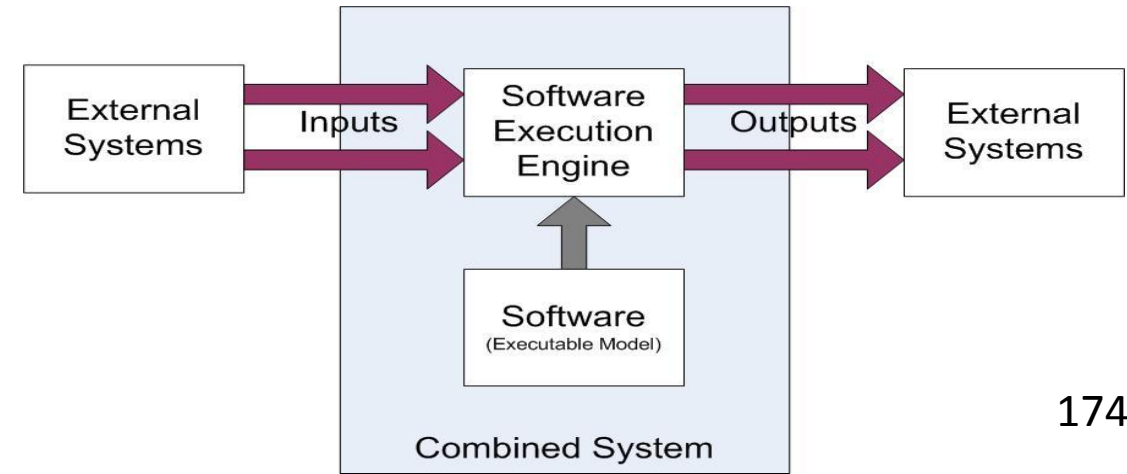 External
Systems
Inputs
Software
Execution
Engine
Outputs
External
Systems
Software
(Executable Model)
Combined System
174